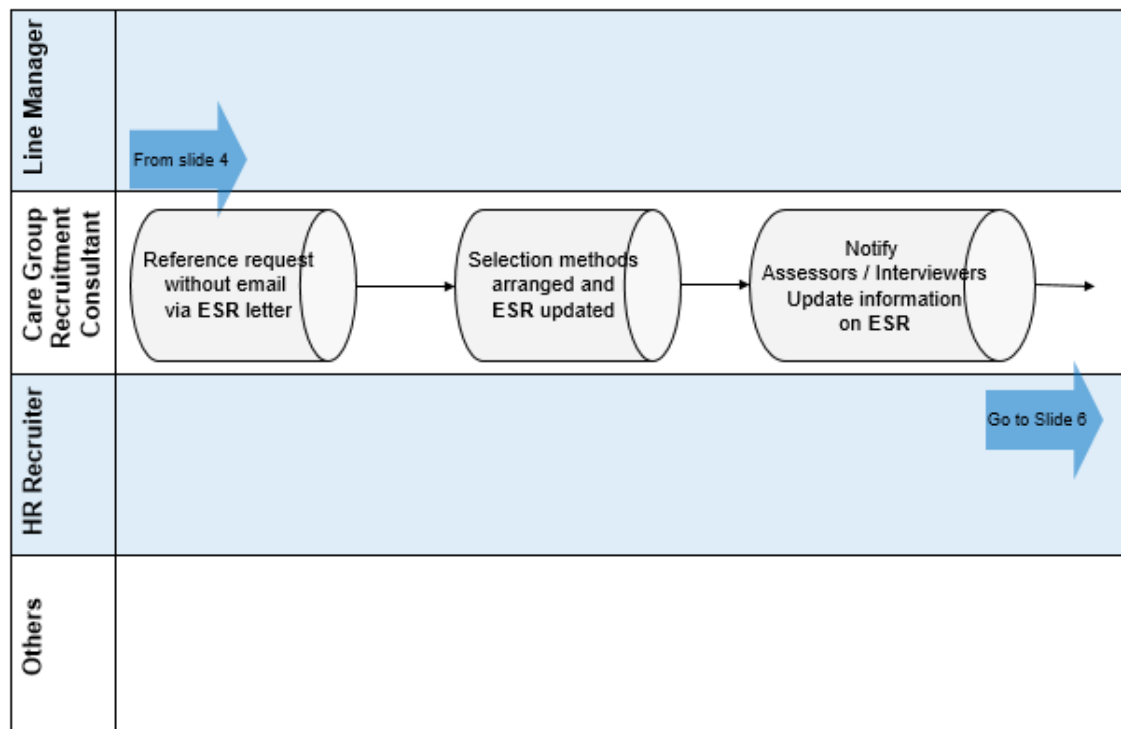 Line Manager
From slide 4
Care Group
Recruitment
Consultant
Reference request
without email
via ESR letter
Selection methods
arranged and
ESR updated
Notify
Assessors / Interviewers
Update information
on ESR
HR Recruiter
Go to Slide 6
Others